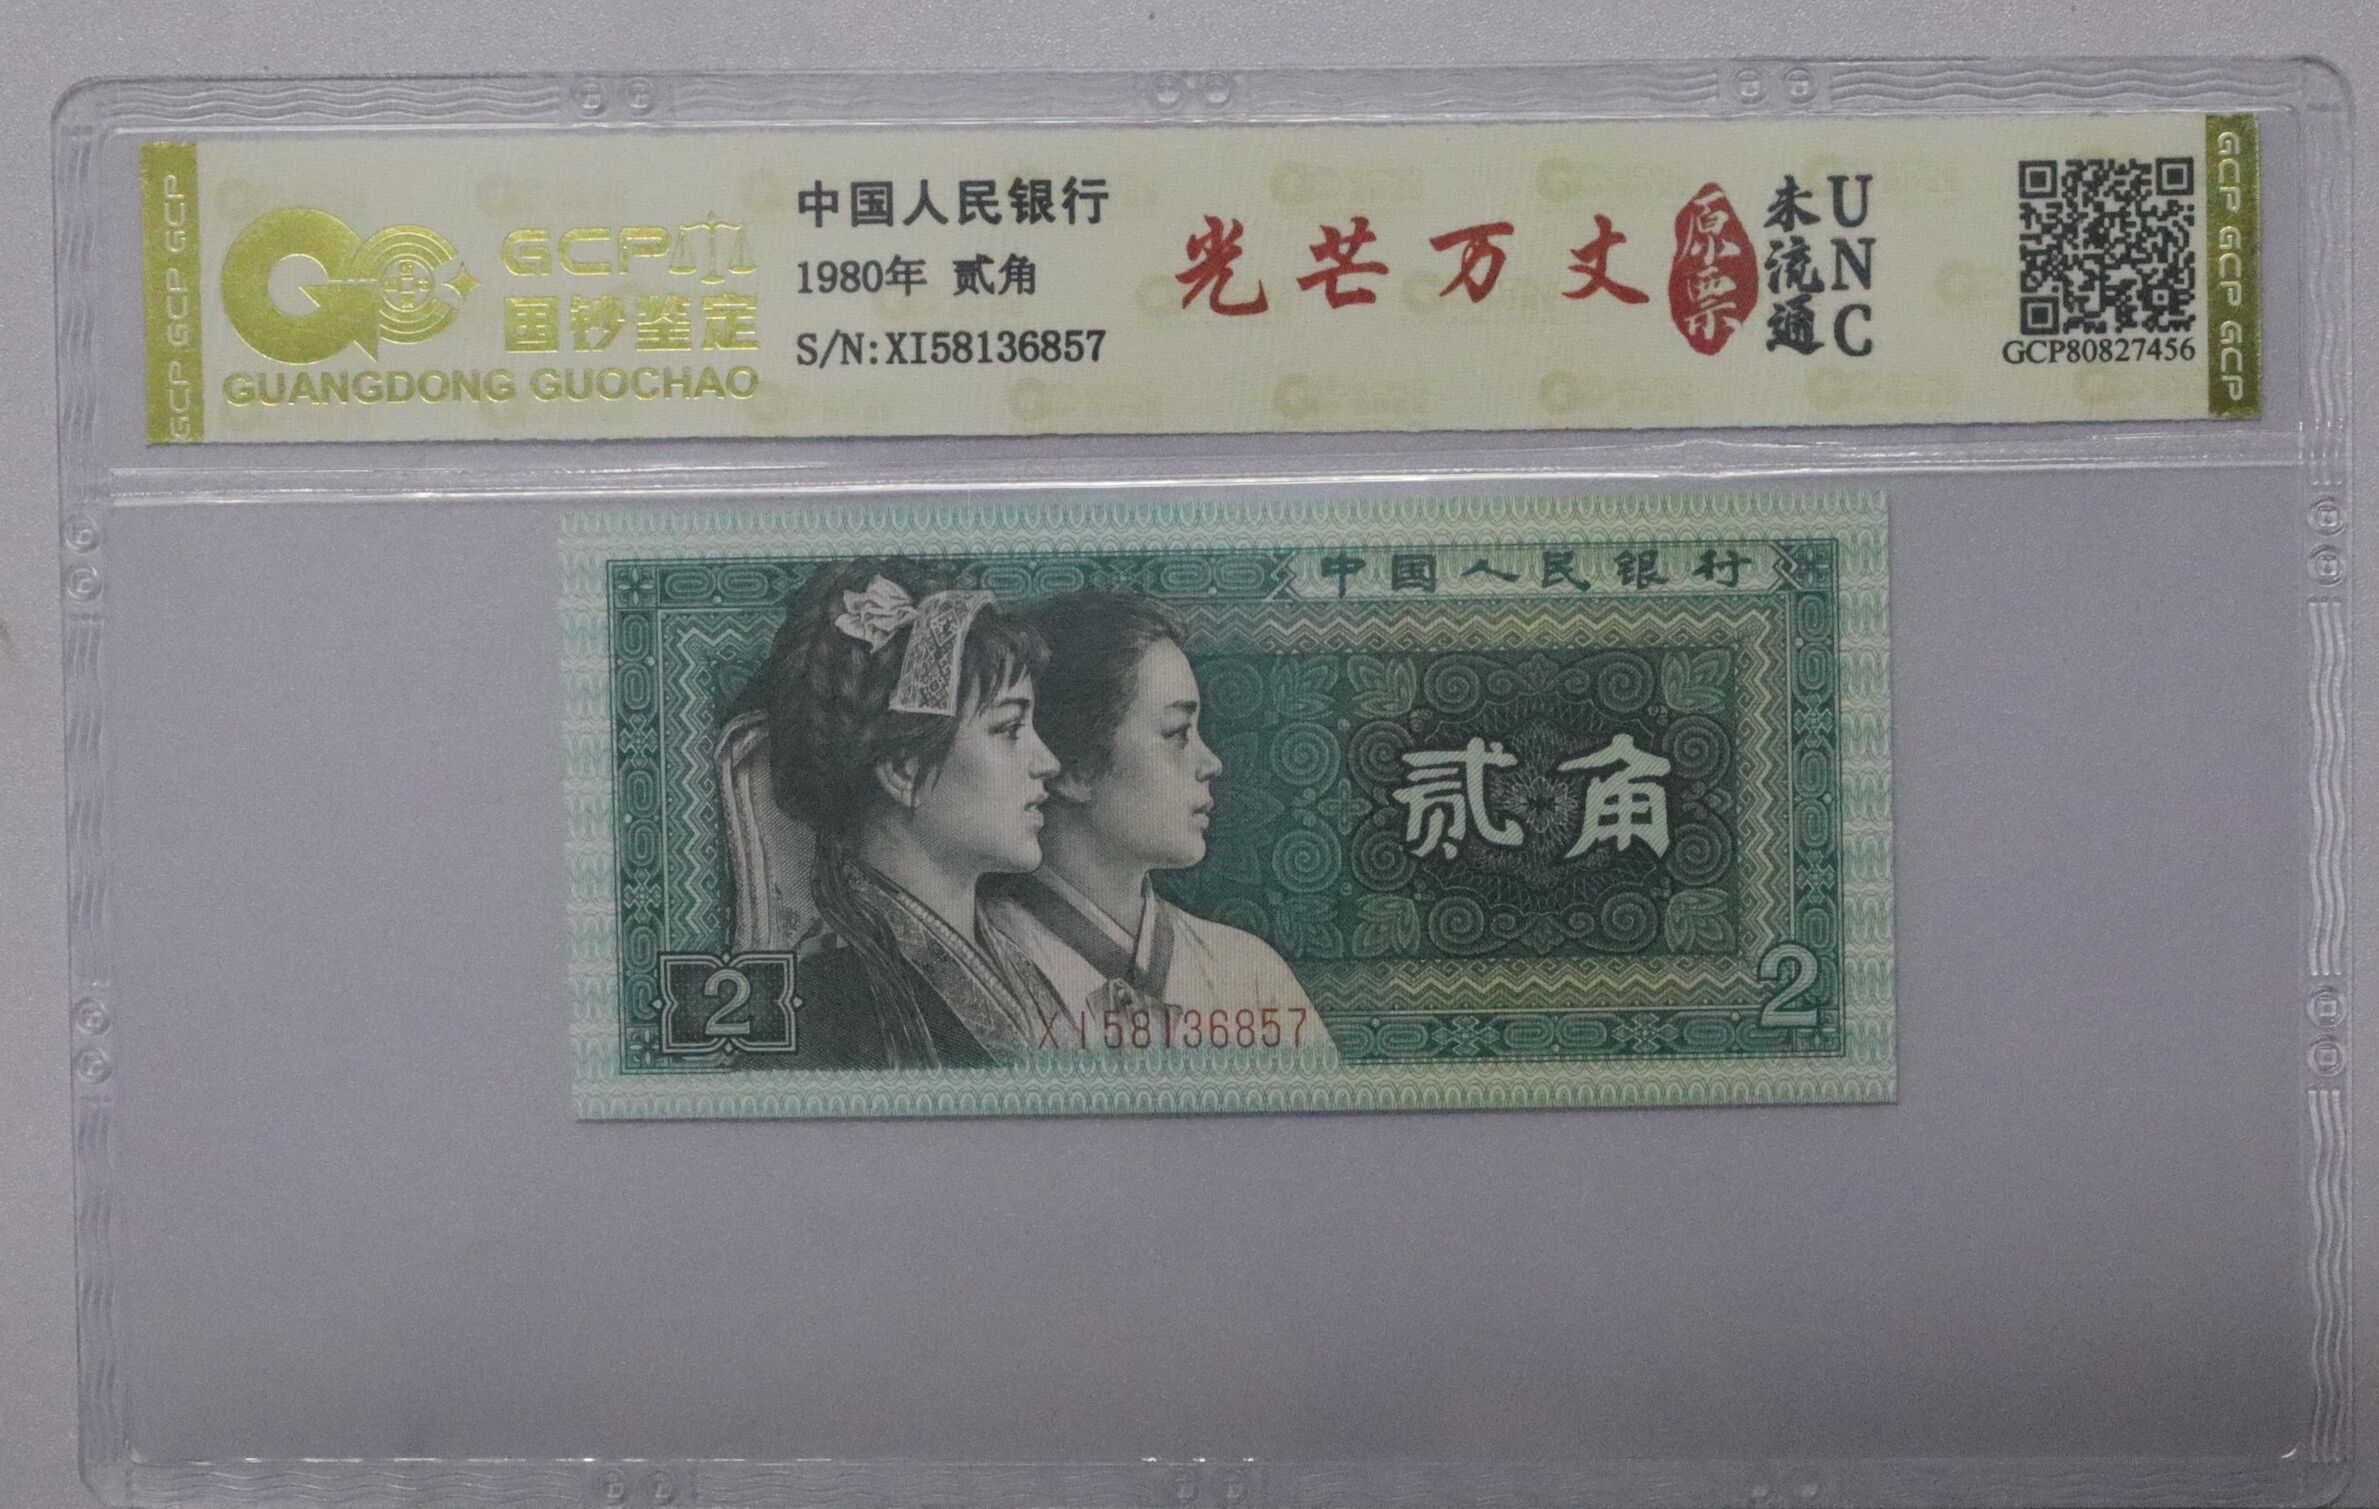 GCP GCP GCP
GCP
国钞鉴定
GUANGDONG GUOCHAO
中国人民银行
1980年 贰角
S/N:XI58136857
光芒万丈
原票
未流通
UNC
GCP80827456
GCP GCP GCP
中国人民银行
贰角
2
2
XI58136857